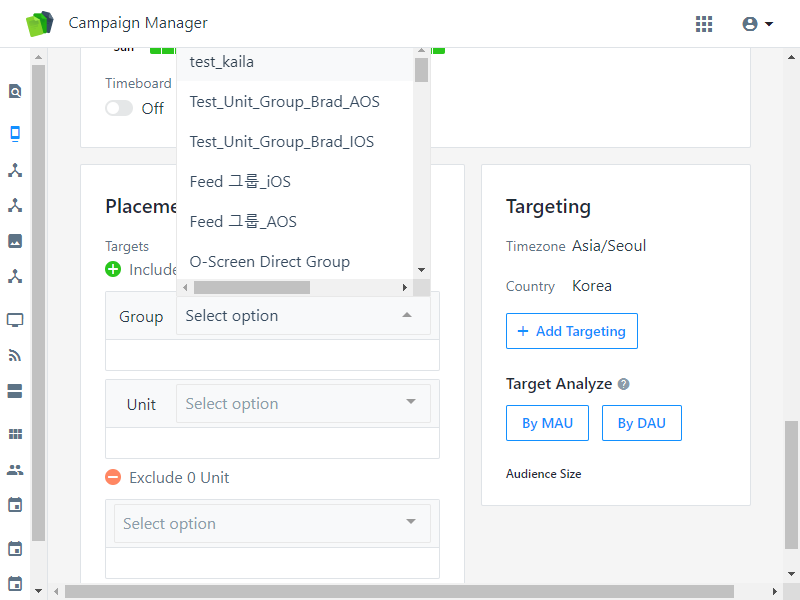 Campaign Manager
Sun
Timeboard
Off
test_kaila
Test_Unit_Group_Brad_AOS
Test_Unit_Group_Brad_IOS
Feed 그룹_iOS
Feed 그룹_AOS
O-Screen Direct Group
Targets
Include
Group
Select option
Unit
Select option
Exclude 0 Unit
Select option
Targeting
Timezone Asia/Seoul
Country Korea
+ Add Targeting
Target Analyze ?
By MAU
By DAU
Audience Size